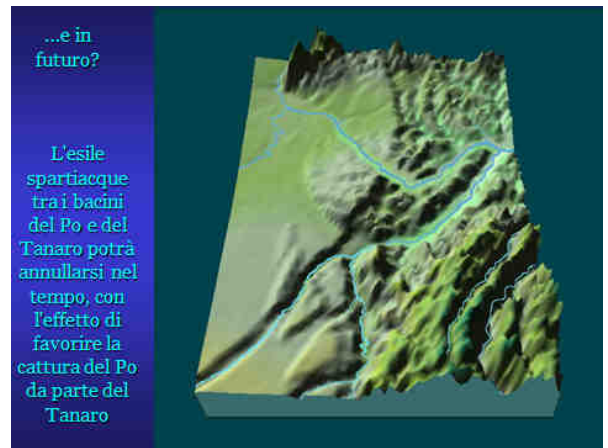 ...e in
futuro?
L'esile
spartiacque
tra i bacini
del Po e del
Tanaro potrà
annullarsi nel
tempo, con
l'effetto di
favorire la
cattura del Po
da parte del
Tanaro